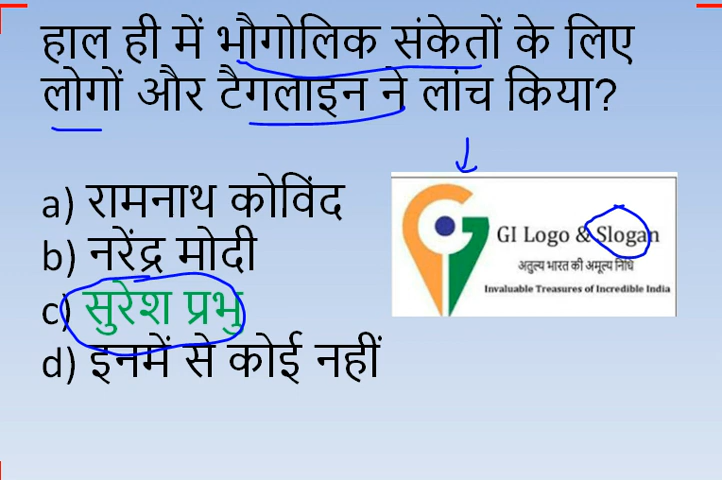 हाल ही में भौगोलिक संकेतों के लिए
लोगों और टैगलाइन ने लांच किया?
a) रामनाथ कोविंद
b) नरेंद्र मोदी
c) सुरेश प्रभु
d) इनमें से कोई नहीं
GI Logo & Slogan
अतुल्य भारत की अमूल्य निधि
Invaluable Treasures of Incredible India